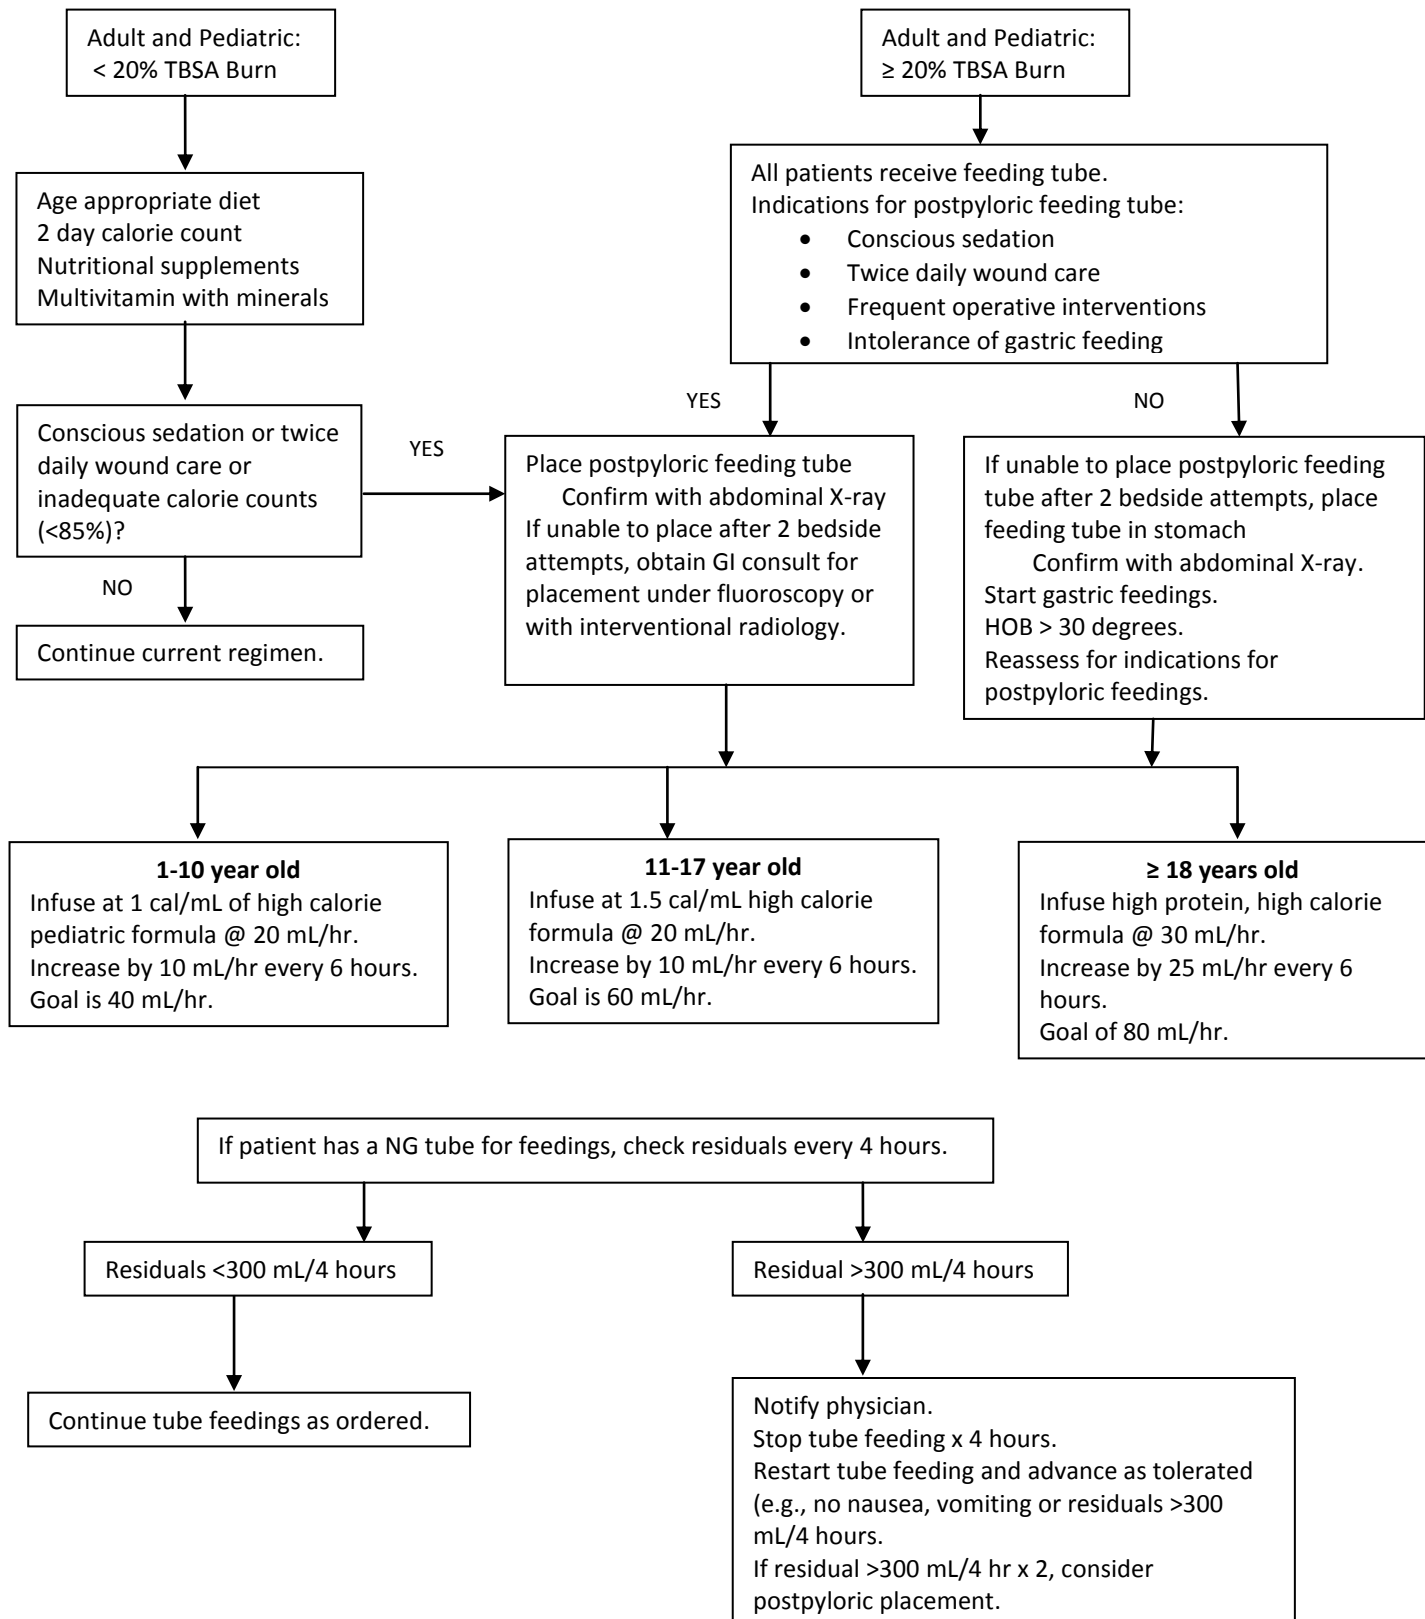 Adult and Pediatric:
< 20% TBSA Burn
Adult and Pediatric:
≥ 20% TBSA Burn
Age appropriate diet
2 day calorie count
Nutritional supplements
Multivitamin with minerals
All patients receive feeding tube.
Indications for postpyloric feeding tube:
• Conscious sedation
• Twice daily wound care
• Frequent operative interventions
• Intolerance of gastric feeding
Conscious sedation or twice
daily wound care or
inadequate calorie counts
(<85%)?
YES
NO
Continue current regimen.
YES
NO
Place postpyloric feeding tube
Confirm with abdominal X-ray
If unable to place after 2 bedside
attempts, obtain GI consult for
placement under fluoroscopy or
with interventional radiology.
If unable to place postpyloric feeding
tube after 2 bedside attempts, place
feeding tube in stomach
Confirm with abdominal X-ray.
Start gastric feedings.
HOB > 30 degrees.
Reassess for indications for
postpyloric feedings.
1-10 year old
Infuse at 1 cal/mL of high calorie
pediatric formula @ 20 mL/hr.
Increase by 10 mL/hr every 6 hours.
Goal is 40 mL/hr.
11-17 year old
Infuse at 1.5 cal/mL high calorie
formula @ 20 mL/hr.
Increase by 10 mL/hr every 6 hours.
Goal is 60 mL/hr.
≥ 18 years old
Infuse high protein, high calorie
formula @ 30 mL/hr.
Increase by 25 mL/hr every 6
hours.
Goal of 80 mL/hr.
If patient has a NG tube for feedings, check residuals every 4 hours.
Residuals <300 mL/4 hours
Residual >300 mL/4 hours
Continue tube feedings as ordered.
Notify physician.
Stop tube feeding x 4 hours.
Restart tube feeding and advance as tolerated
(e.g., no nausea, vomiting or residuals >300
mL/4 hours.
If residual >300 mL/4 hr x 2, consider
postpyloric placement.